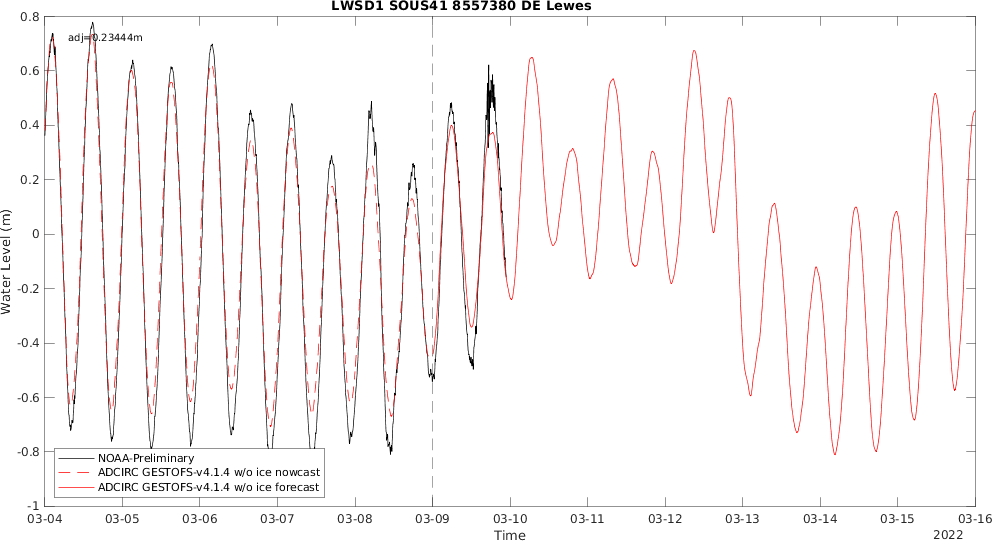 LWSD1 SOUS41 8557380 DE Lewes
adj=0.23444m
0.8
0.6
0.4
0.2
0
-0.2
-0.4
-0.6
-0.8
-1
Water Level (m)
NOAA-Preliminary
ADCIRC GESTOFS-v4.1.4 w/o ice nowcast
ADCIRC GESTOFS-v4.1.4 w/o ice forecast
03-04 03-05 03-06 03-07 03-08 03-09 03-10 03-11 03-12 03-13 03-14 03-15 03-16
Time
2022